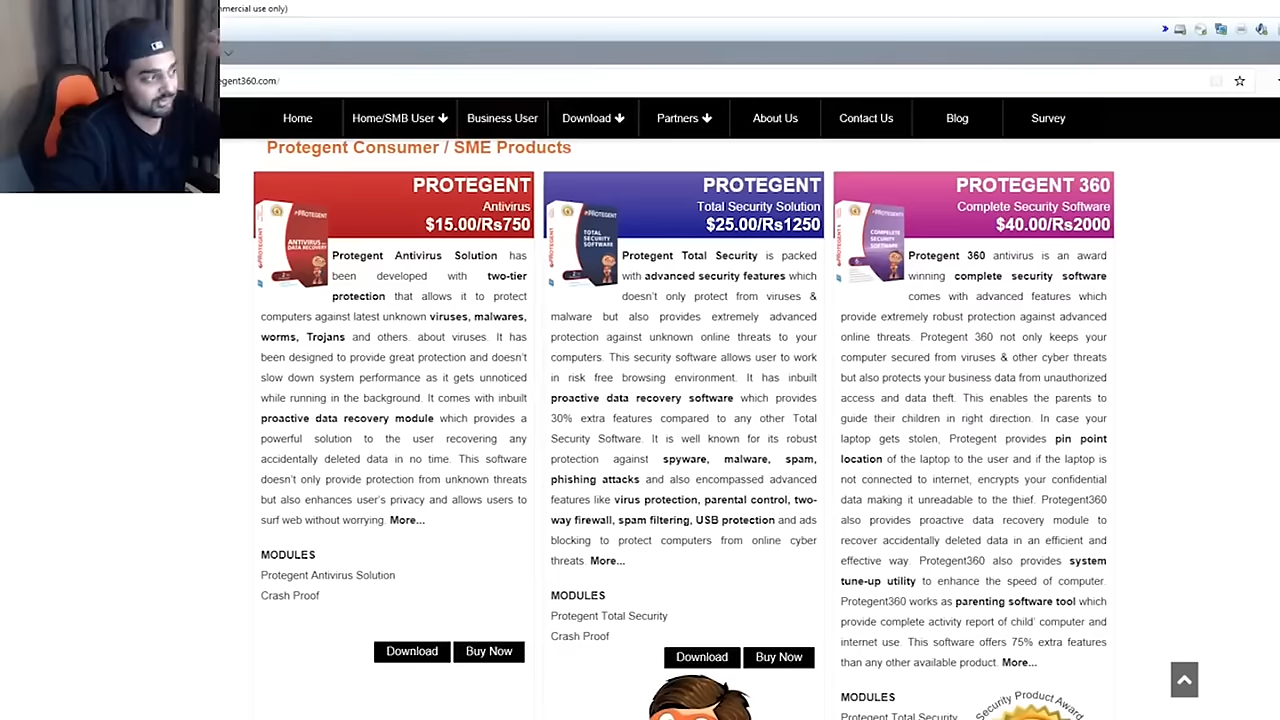 mmercial use only)
gent360.com/
Home
Home/SMB User
Business User
Download
Partners
About Us
Contact Us
Blog
Survey
Protegent Consumer / SME Products
PROTEGENT
Antivirus
$15.00/Rs750
PROTEGENT
ANTIVIRUS
DATA RECOVERY
Protegent Antivirus Solution has
been developed with two-tier
protection that allows it to protect
computers against latest unknown viruses, malwares,
worms, Trojans and others. about viruses. It has
been designed to provide great protection and doesn't
slow down system performance as it gets unnoticed
while running in the background. It comes with inbuilt
proactive data recovery module which provides a
powerful solution to the user recovering any
accidentally deleted data in no time. This software
doesn't only provide protection from unknown threats
but also enhances user's privacy and allows users to
surf web without worrying. More...
MODULES
Protegent Antivirus Solution
Crash Proof
Download
Buy Now
PROTEGENT
Total Security Solution
$25.00/Rs1250
PROTEGENT
TOTAL
SECURITY
SOFTWARE
Protegent Total Security is packed
with advanced security features which
doesn't only protect from viruses &
malware but also provides extremely advanced
protection against unknown online threats to your
computers. This security software allows user to work
in risk free browsing environment. It has inbuilt
proactive data recovery software which provides
30% extra features compared to any other Total
Security Software. It is well known for its robust
protection against spyware, malware, spam,
phishing attacks and also encompassed advanced
features like virus protection, parental control, two-
way firewall, spam filtering, USB protection and ads
blocking to protect computers from online cyber
threats More...
MODULES
Protegent Total Security
Crash Proof
Download
Buy Now
PROTEGENT 360
Complete Security Software
$40.00/Rs2000
PROTEGENT
COMPLETE
SECURITY
SOFTWARE
Protegent 360 antivirus is an award
winning complete security software
comes with advanced features which
provide extremely robust protection against advanced
online threats. Protegent 360 not only keeps your
computer secured from viruses & other cyber threats
but also protects your business data from unauthorized
access and data theft. This enables the parents to
guide their children in right direction. In case your
laptop gets stolen, Protegent provides pin point
location of the laptop to the user and if the laptop is
not connected to internet, encrypts your confidential
data making it unreadable to the thief. Protegent360
also provides proactive data recovery module to
recover accidentally deleted data in an efficient and
effective way. Protegent360 also provides system
tune-up utility to enhance the speed of computer.
Protegent360 works as parenting software tool which
provide complete activity report of child' computer and
internet use. This software offers 75% extra features
than any other available product. More...
MODULES
Protegent Total Security
Security Product Award